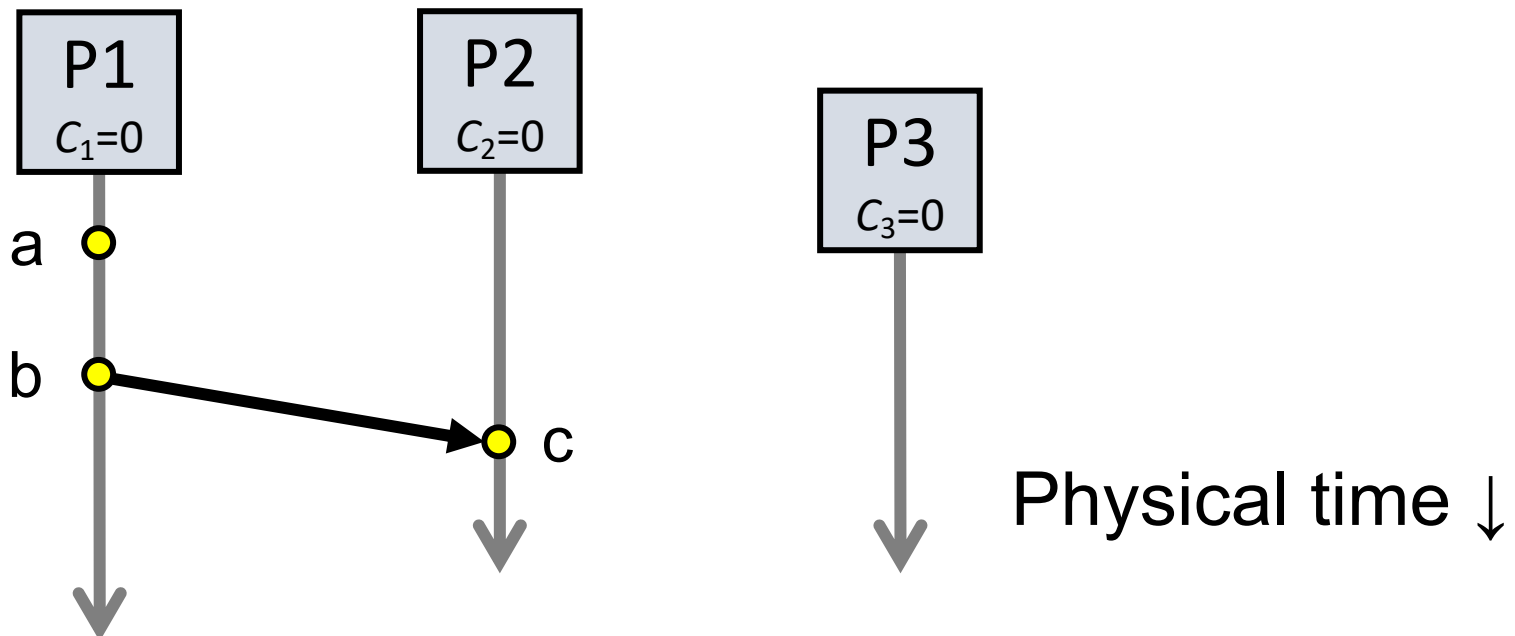 P1
C₁=0
P2
C₂=0
P3
C₃=0
a
b
c
Physical time ↓